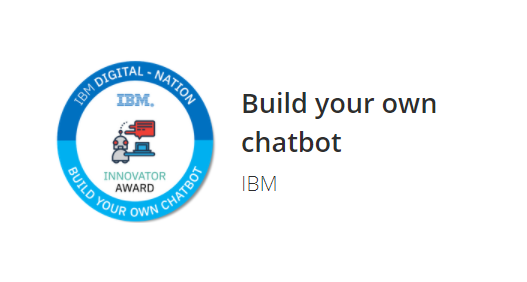 IBM DIGITAL - NATION
IBM.
INNOVATOR
AWARD
BUILD YOUR OWN CHATBOT
Build your own
chatbot
IBM